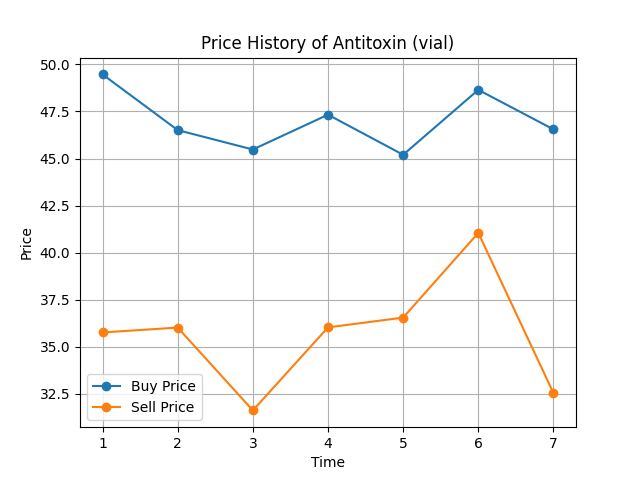 Price History of Antitoxin (vial)
50.0
47.5
45.0
42.5
40.0
37.5
35.0
32.5
Price
Buy Price
Sell Price
1 2 3 4 5 6 7
Time